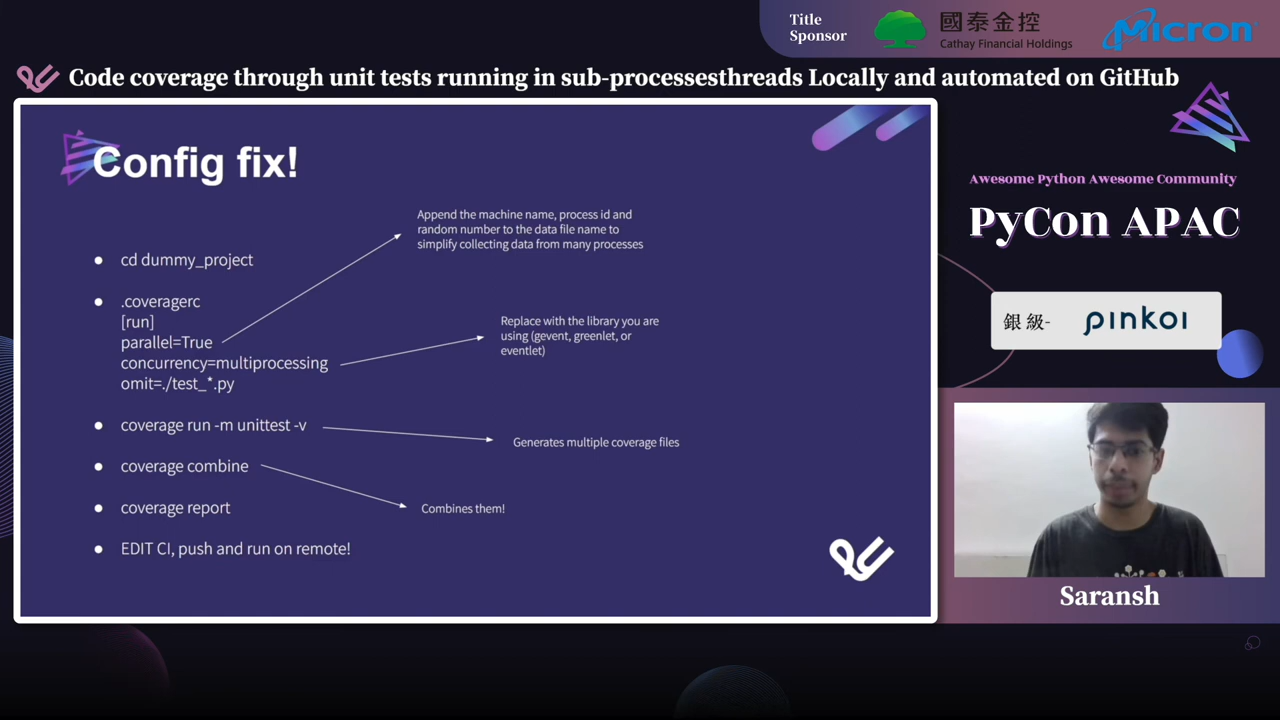 Title
Sponsor
國泰金控
Cathay Financial Holdings
Micron
Code coverage through unit tests running in sub-processesthreads Locally and automated on GitHub
Config fix!
Append the machine name, process id and
random number to the data file name to
simplify collecting data from many processes
cd dummy_project
.coveragerc
[run]
parallel=True
concurrency=multiprocessing
omit=./test_*.py
Replace with the library you are
using (gevent, greenlet, or
eventlet)
coverage run -m unittest -v
Generates multiple coverage files
coverage combine
coverage report
Combines them!
EDIT CI, push and run on remote!
Awesome Python Awesome Community
PyCon APAC
銀級-
pinkoi
Saransh